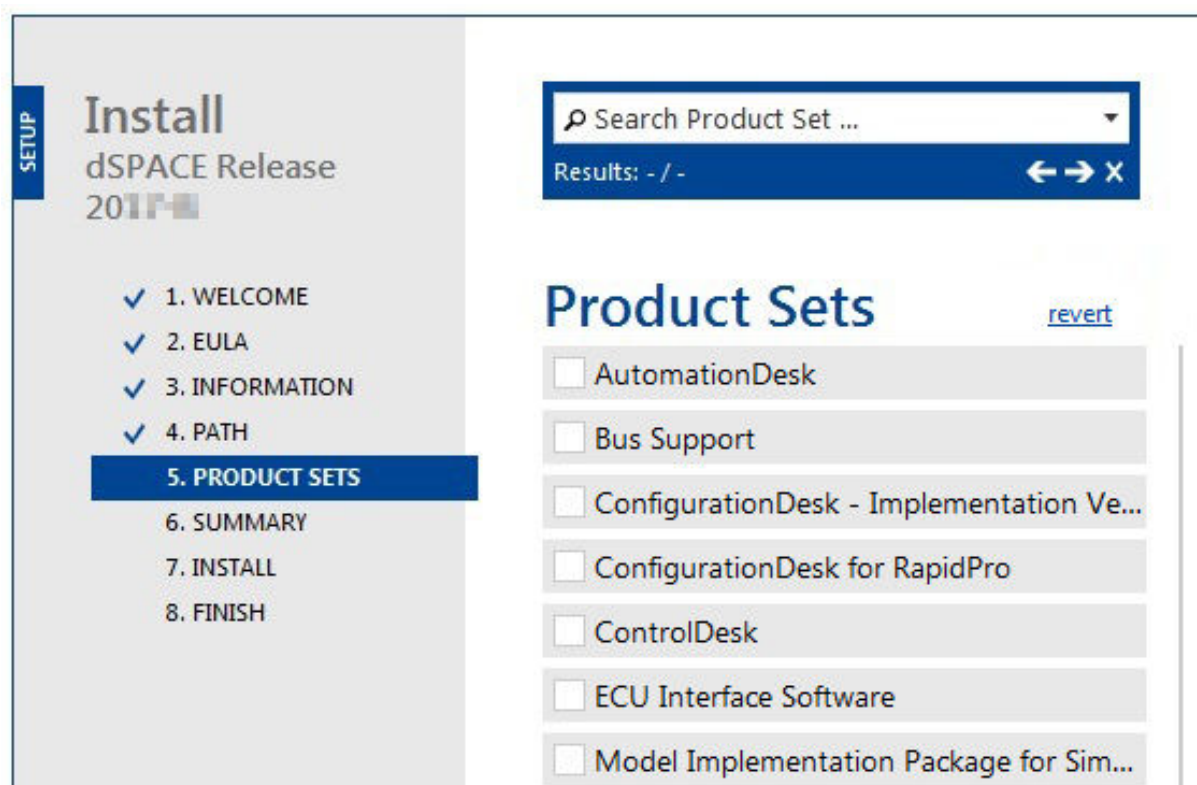 SETUP
Install
dSPACE Release
1. WELCOME
2. EULA
3. INFORMATION
4. PATH
5. PRODUCT SETS
6. SUMMARY
7. INSTALL
8. FINISH
Search Product Set ...
Results: - / -
Product Sets
revert
AutomationDesk
Bus Support
ConfigurationDesk - Implementation Ve...
ConfigurationDesk for RapidPro
ControlDesk
ECU Interface Software
Model Implementation Package for Sim...